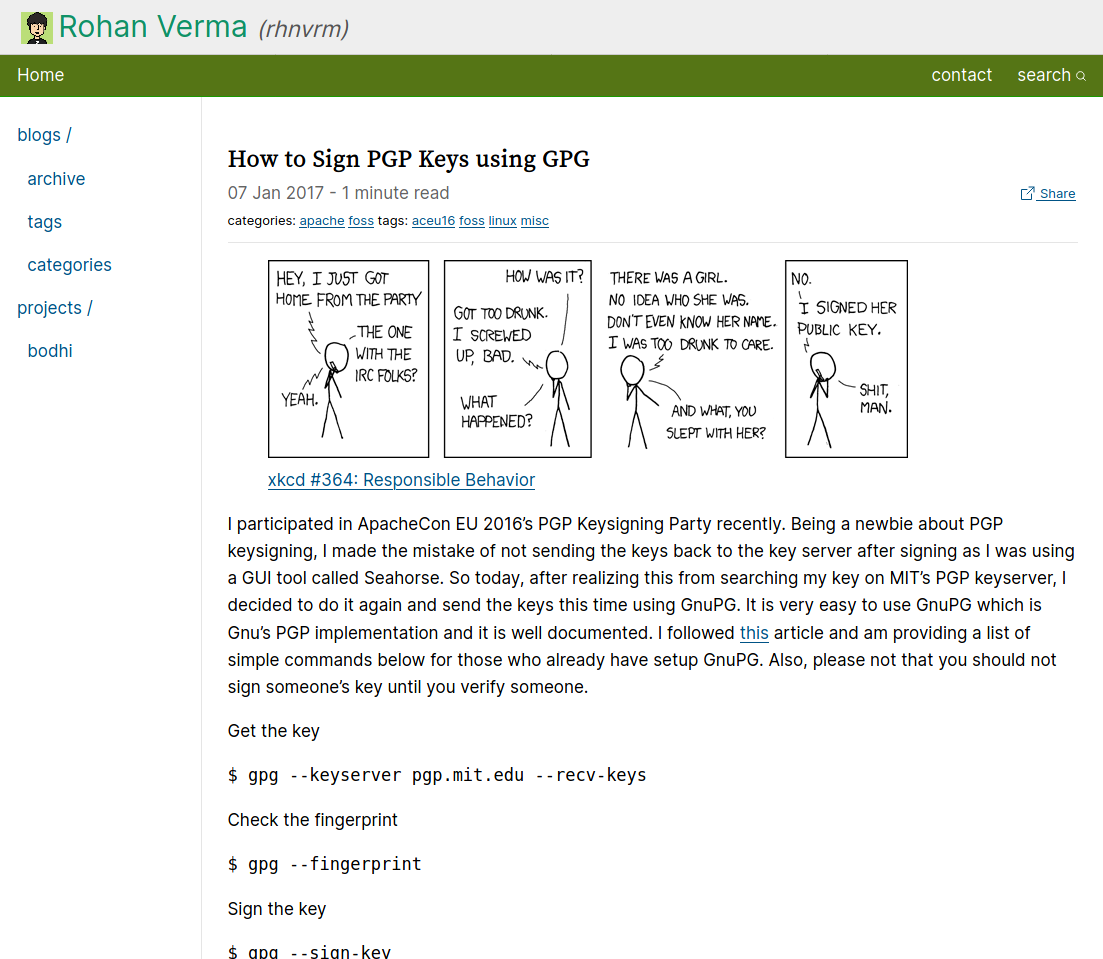 Rohan Verma (rhnvrm)
Home
contact
search
blogs /
archive
tags
categories
projects /
bodhi
How to Sign PGP Keys using GPG
07 Jan 2017 - 1 minute read
Share
categories: apache foss tags: aceu16 foss linux misc
HEY, I JUST GOT
HOME FROM THE PARTY
THE ONE
WITH THE
IRC FOLKS?
YEAH.
HOW WAS IT?
GOT TOO DRUNK.
I SCREWED
UP, BAD.
WHAT
HAPPENED?
THERE WAS A GIRL.
NO IDEA WHO SHE WAS.
DON'T EVEN KNOW HER NAME.
I WAS TOO DRUNK TO CARE.
AND WHAT, YOU
SLEPT WITH HER?
NO.
I SIGNED HER
PUBLIC KEY.
SHIT,
MAN.
xkcd #364: Responsible Behavior
I participated in ApacheCon EU 2016’s PGP Keysigning Party recently. Being a newbie about PGP
keysigning, I made the mistake of not sending the keys back to the key server after signing as I was using
a GUI tool called Seahorse. So today, after realizing this from searching my key on MIT’s PGP keyserver, I
decided to do it again and send the keys this time using GnuPG. It is very easy to use GnuPG which is
Gnu’s PGP implementation and it is well documented. I followed this article and am providing a list of
simple commands below for those who already have setup GnuPG. Also, please not that you should not
sign someone’s key until you verify someone.
Get the key
$ gpg --keyserver pgp.mit.edu --recv-keys
Check the fingerprint
$ gpg --fingerprint
Sign the key
$ gpg --sign-key